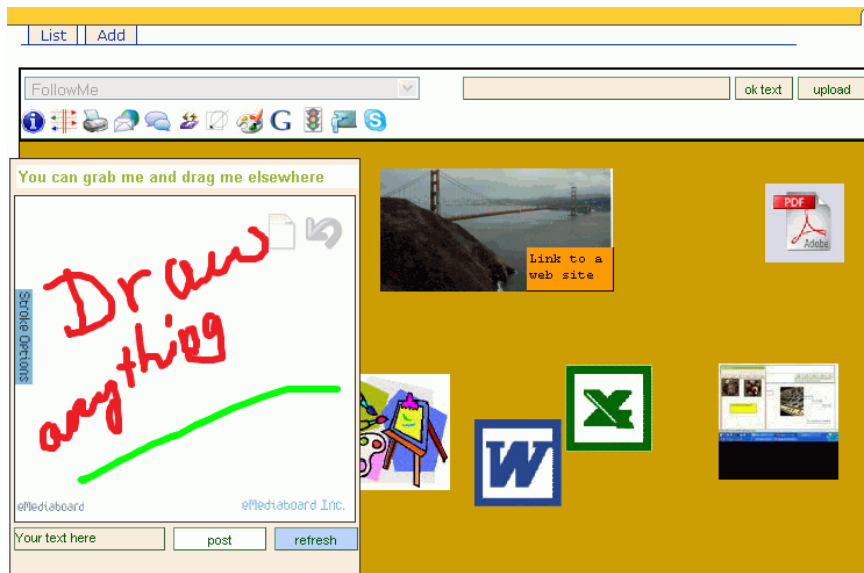 List Add
FollowMe ok text upload
G S
You can grab me and drag me elsewhere
PDF
Adobe
Link to a
web site
Draw
anything
Stroke Options
X
W
eMediaboard eMediaboard Inc.
Your text here post refresh